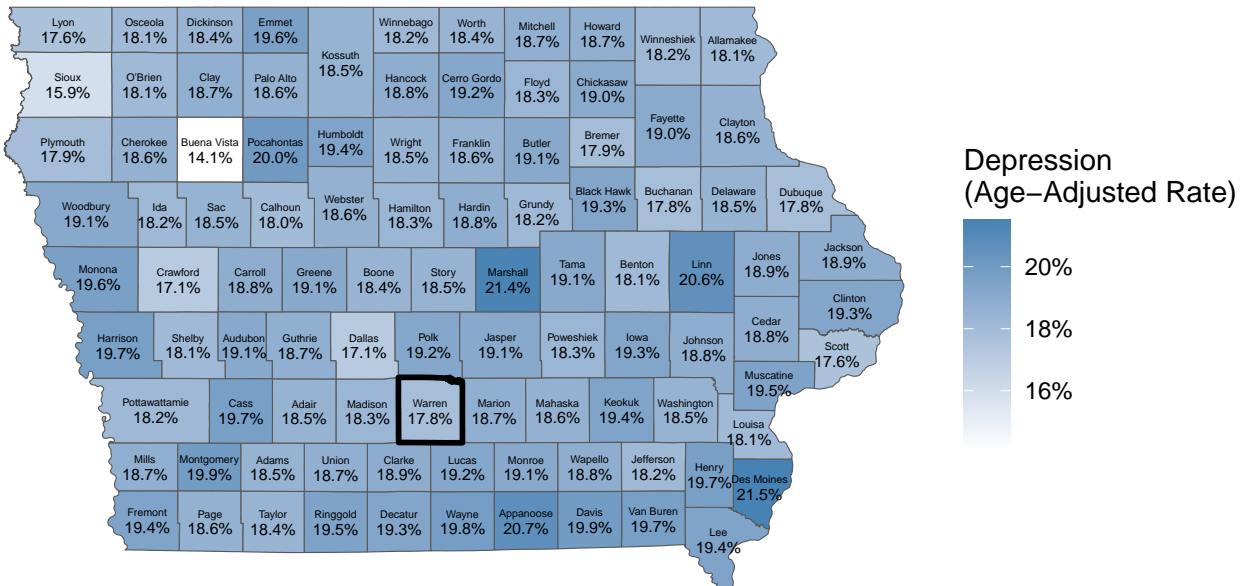 Lyon
17.6%
Osceola
18.1%
Dickinson
18.4%
Emmet
19.6%
Kossuth
18.5%
Winnebago
18.2%
Worth
18.4%
Mitchell
18.7%
Howard
18.7%
Winneshiek
18.2%
Allamakee
18.1%
Sioux
15.9%
O'Brien
18.1%
Clay
18.7%
Palo Alto
18.6%
Hancock
18.8%
Cerro Gordo
19.2%
Floyd
18.3%
Chickasaw
19.0%
Fayette
19.0%
Clayton
18.6%
Plymouth
17.9%
Cherokee
18.6%
Buena Vista
14.1%
Pocahontas
20.0%
Humboldt
19.4%
Wright
18.5%
Franklin
18.6%
Butler
19.1%
Bremer
17.9%
Woodbury
19.1%
Ida
18.2%
Sac
18.5%
Calhoun
18.0%
Webster
18.6%
Hamilton
18.3%
Hardin
18.8%
Grundy
18.2%
Black Hawk
19.3%
Buchanan
17.8%
Delaware
18.5%
Dubuque
17.8%
Monona
19.6%
Crawford
17.1%
Carroll
18.8%
Greene
19.1%
Boone
18.4%
Story
18.5%
Marshall
21.4%
Tama
19.1%
Benton
18.1%
Linn
20.6%
Jones
18.9%
Jackson
18.9%
Clinton
19.3%
Harrison
19.7%
Shelby
18.1%
Audubon
19.1%
Guthrie
18.7%
Dallas
17.1%
Polk
19.2%
Jasper
19.1%
Poweshiek
18.3%
Iowa
19.3%
Johnson
18.8%
Cedar
18.8%
Scott
17.6%
Muscatine
19.5%
Pottawattamie
18.2%
Cass
19.7%
Adair
18.5%
Madison
18.3%
Warren
17.8%
Marion
18.7%
Mahaska
18.6%
Keokuk
19.4%
Washington
18.5%
Louisa
18.1%
Mills
18.7%
Montgomery
19.9%
Adams
18.5%
Union
18.7%
Clarke
18.9%
Lucas
19.2%
Monroe
19.1%
Wapello
18.8%
Jefferson
18.2%
Henry
19.7%
Des Moines
21.5%
Fremont
19.4%
Page
18.6%
Taylor
18.4%
Ringgold
19.5%
Decatur
19.3%
Wayne
19.8%
Appanoose
20.7%
Davis
19.9%
Van Buren
19.7%
Lee
19.4%
Depression
(Age−Adjusted Rate)
20%
18%
16%